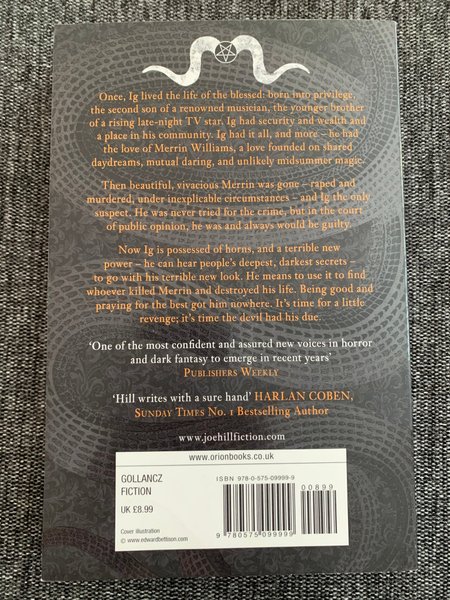 Once, Ig lived the life of the blessed: born into privilege,
the second son of a renowned musician, the younger brother
of a rising late-night TV star. Ig had security and wealth and
a place in his community. Ig had it all, and more – he had
the love of Merrin Williams, a love founded on shared
daydreams, mutual daring, and unlikely midsummer magic.
Then beautiful, vivacious Merrin was gone – raped and
murdered, under inexplicable circumstances – and Ig the only
suspect. He was never tried for the crime, but in the court
of public opinion, he was and always would be guilty.
Now Ig is possessed of horns, and a terrible new
power – he can hear people's deepest, darkest secrets –
to go with his terrible new look. He means to use it to find
whoever killed Merrin and destroyed his life. Being good and
praying for the best got him nowhere. It's time for a little
revenge; it's time the devil had his due.
'One of the most confident and assured new voices in horror
and dark fantasy to emerge in recent years'
PUBLISHERS WEEKLY
'Hill writes with a sure hand' HARLAN COBEN,
SUNDAY TIMES NO. 1 Bestselling Author
www.joehillfiction.com
www.orionbooks.co.uk
GOLLANCZ
FICTION
UK £8.99
Cover illustration
© www.edwardbettison.com
ISBN 978-0-575-09999-9
00899
9 780575 099999